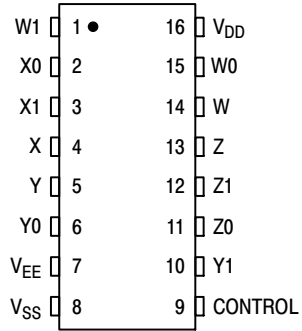 W1 1 16 VDD
X0 2 15 W0
X1 3 14 W
X 4 13 Z
Y 5 12 Z1
Y0 6 11 Z0
VEE 7 10 Y1
VSS 8 9 CONTROL